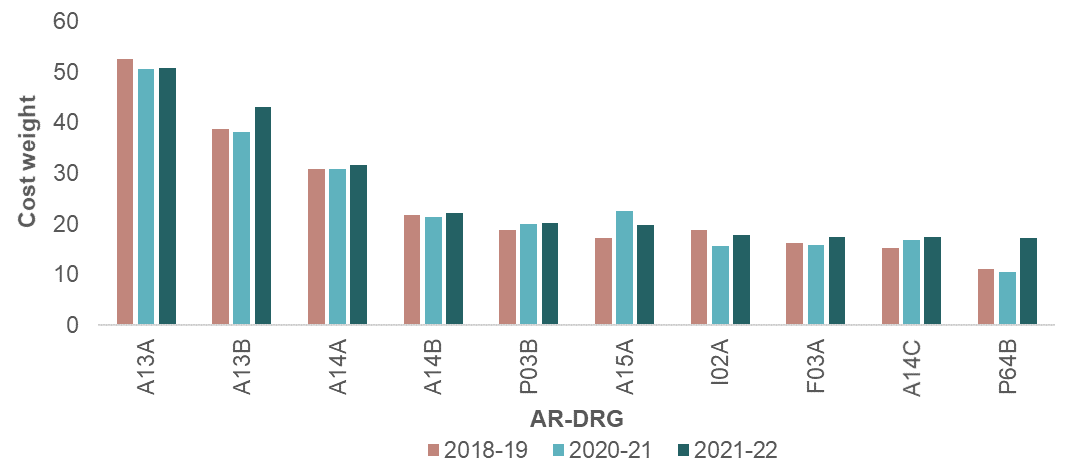 60
50
40
30
20
10
0
Cost weight
A13A
A13B
A14A
A14B
P03B
A15A
I02A
F03A
A14C
P64B
AR-DRG
2018-19 2020-21 2021-22